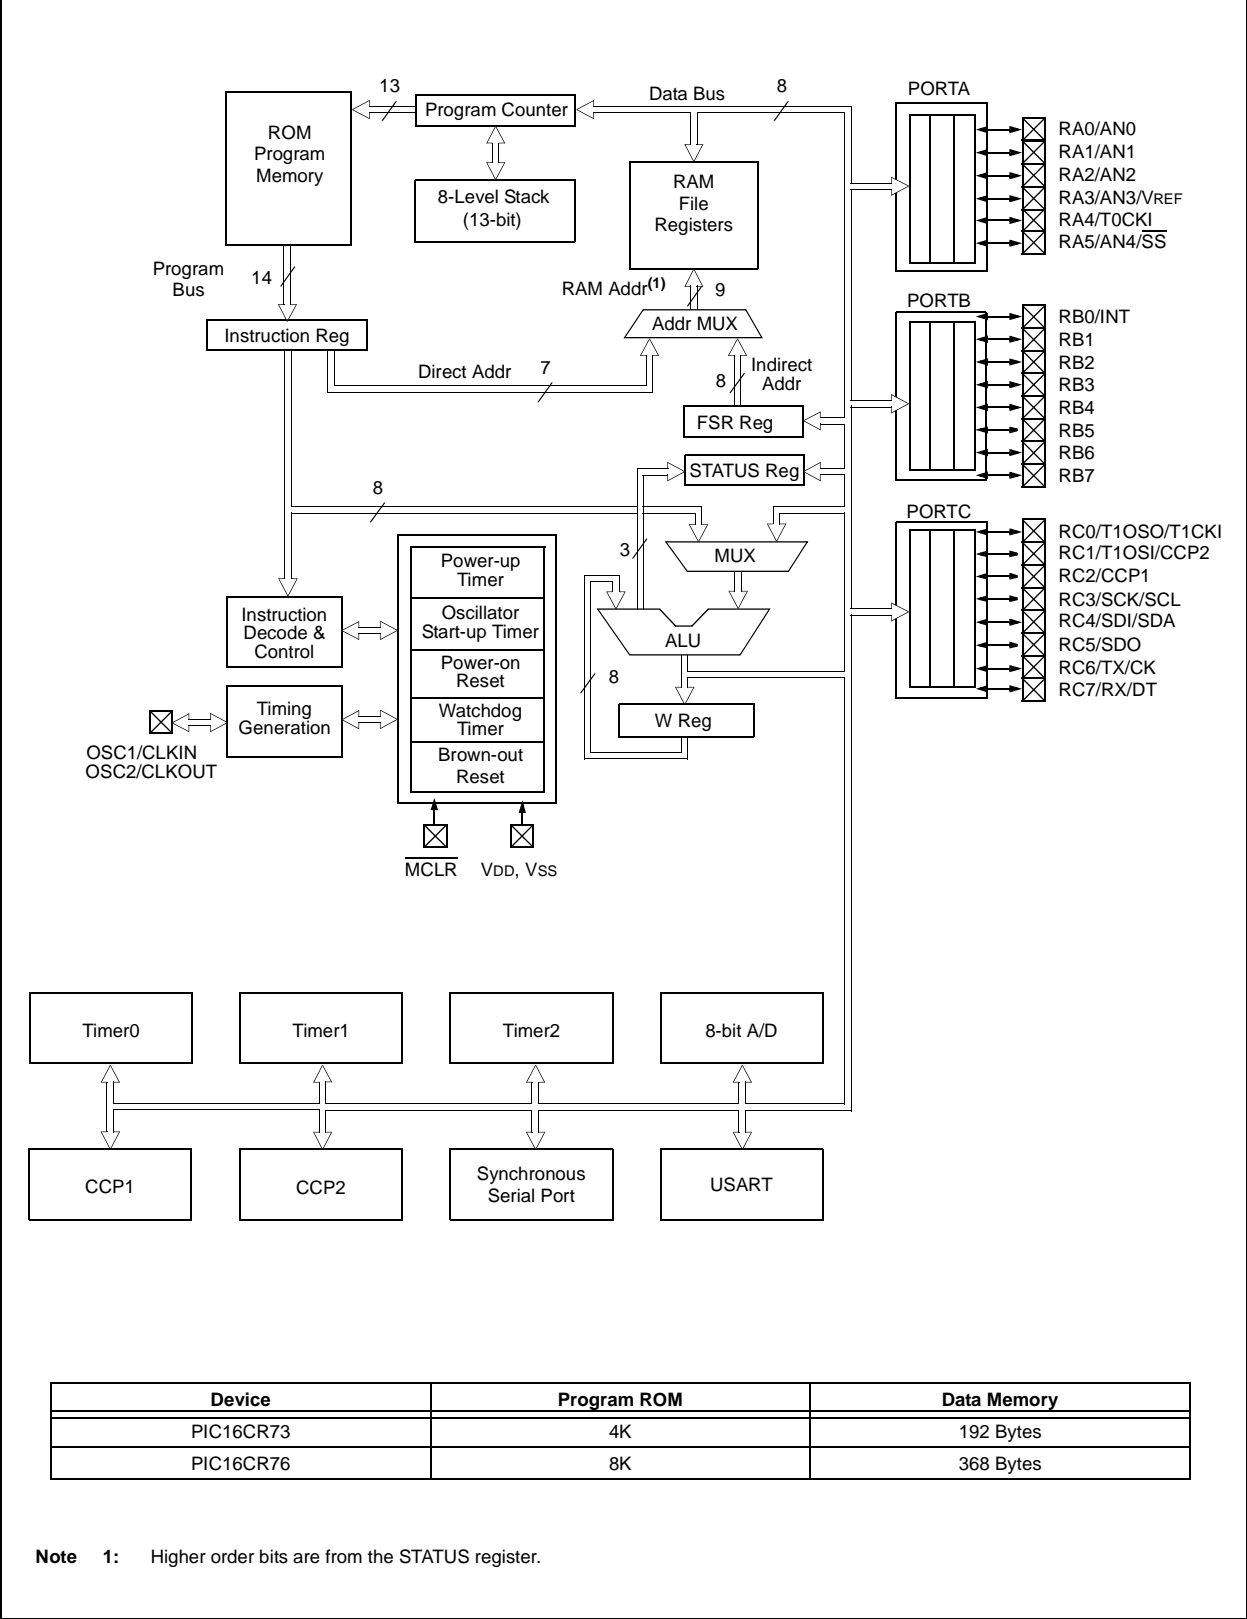 13
Data Bus
8
PORTA
ROM
Program
Memory
Program Counter
8-Level Stack
(13-bit)
RAM
File
Registers
RA0/AN0
RA1/AN1
RA2/AN2
RA3/AN3/VREF
RA4/T0CKI
RA5/AN4/SS
Program
Bus
14
RAM Addr(1)
9
PORTB
Instruction Reg
Addr MUX
RB0/INT
RB1
RB2
RB3
RB4
RB5
RB6
RB7
Direct Addr
7
8
Indirect
Addr
FSR Reg
STATUS Reg
8
PORTC
3
MUX
RC0/T1OSO/T1CKI
RC1/T1OSI/CCP2
RC2/CCP1
RC3/SCK/SCL
RC4/SDI/SDA
RC5/SDO
RC6/TX/CK
RC7/RX/DT
Power-up
Timer
Oscillator
Start-up Timer
Power-on
Reset
Watchdog
Timer
Brown-out
Reset
Instruction
Decode &
Control
ALU
8
W Reg
Timing
Generation
OSC1/CLKIN
OSC2/CLKOUT
MCLR
VDD, VSS
Timer0
Timer1
Timer2
8-bit A/D
CCP1
CCP2
Synchronous
Serial Port
USART
Device Program ROM Data Memory
PIC16CR73 4K 192 Bytes
PIC16CR76 8K 368 Bytes
Note 1: Higher order bits are from the STATUS register.